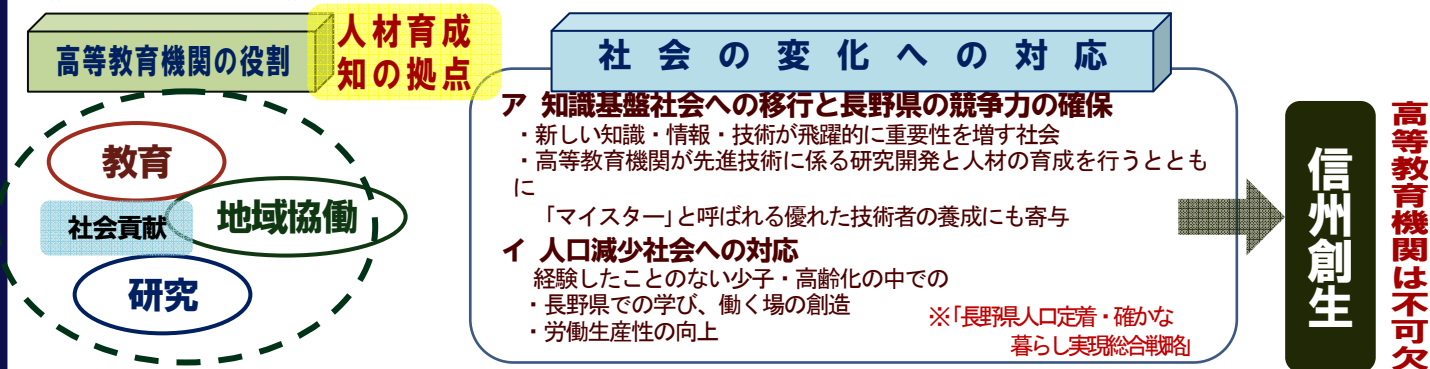 高等教育機関の役割
人材育成
知の拠点
教育
社会貢献
地域協働
研究
社会の変化への対応
ア 知識基盤社会への移行と長野県の競争力の確保
・新しい知識・情報・技術が飛躍的に重要性を増す社会
・高等教育機関が先進技術に係る研究開発と人材の育成を行うととも
に
「マイスター」と呼ばれる優れた技術者の養成にも寄与
イ 人口減少社会への対応
経験したことのない少子・高齢化の中での
・長野県での学び、働く場の創造
・労働生産性の向上
※「長野県人口定着・確かな
暮らし実現総合戦略」
信州創生
高等教育機関は不可欠